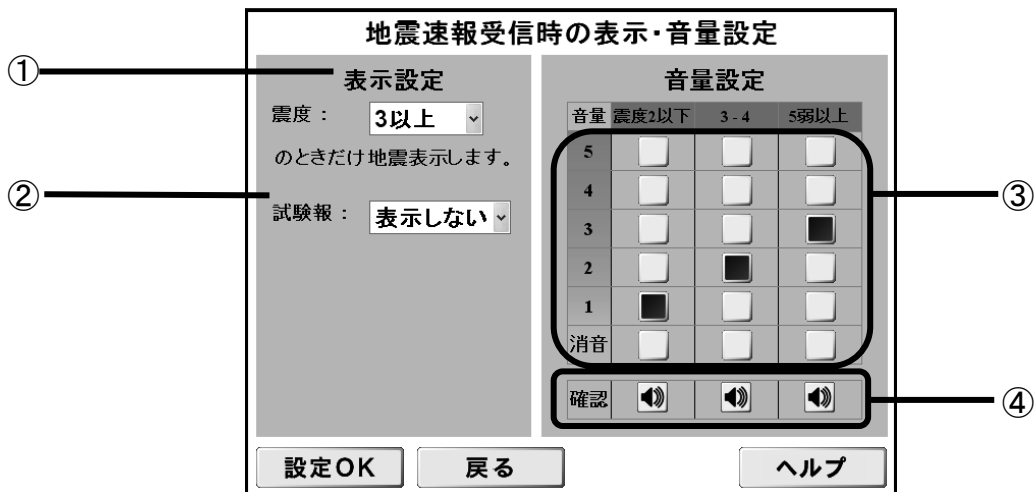 地震速報受信時の表示・音量設定
①
表示設定
震度： 3以上
のときだけ地震表示します。
②
試験報： 表示しない
音量設定
音量 震度2以下 3 - 4 5弱以上
5
4
3
2
1
消音
③
確認
④
設定OK 戻る ヘルプ